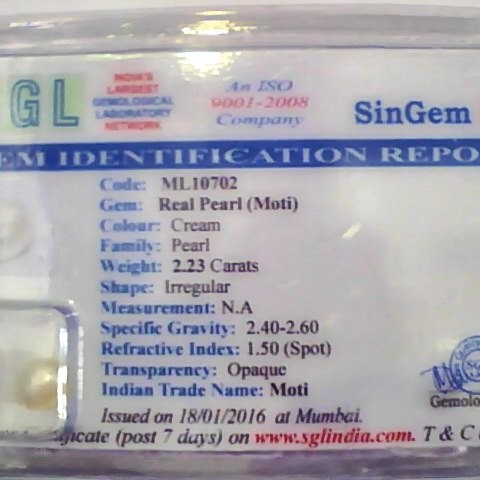 GL
INDIA'S
LARGEST
GEMOLOGICAL
LABORATORY
NETWORK
An ISO
9001-2008
Company
SinGem
EM IDENTIFICATION REPO
Code: ML10702
Gem: Real Pearl (Moti)
Colour: Cream
Family: Pearl
Weight: 2.23 Carats
Shape: Irregular
Measurement: N.A
Specific Gravity: 2.40-2.60
Refractive Index: 1.50 (Spot)
Transparency: Opaque
Indian Trade Name: Moti
Gemolo
Issued on 18/01/2016 at Mumbai.
ificate (post 7 days) on www.sglindia.com. T & C